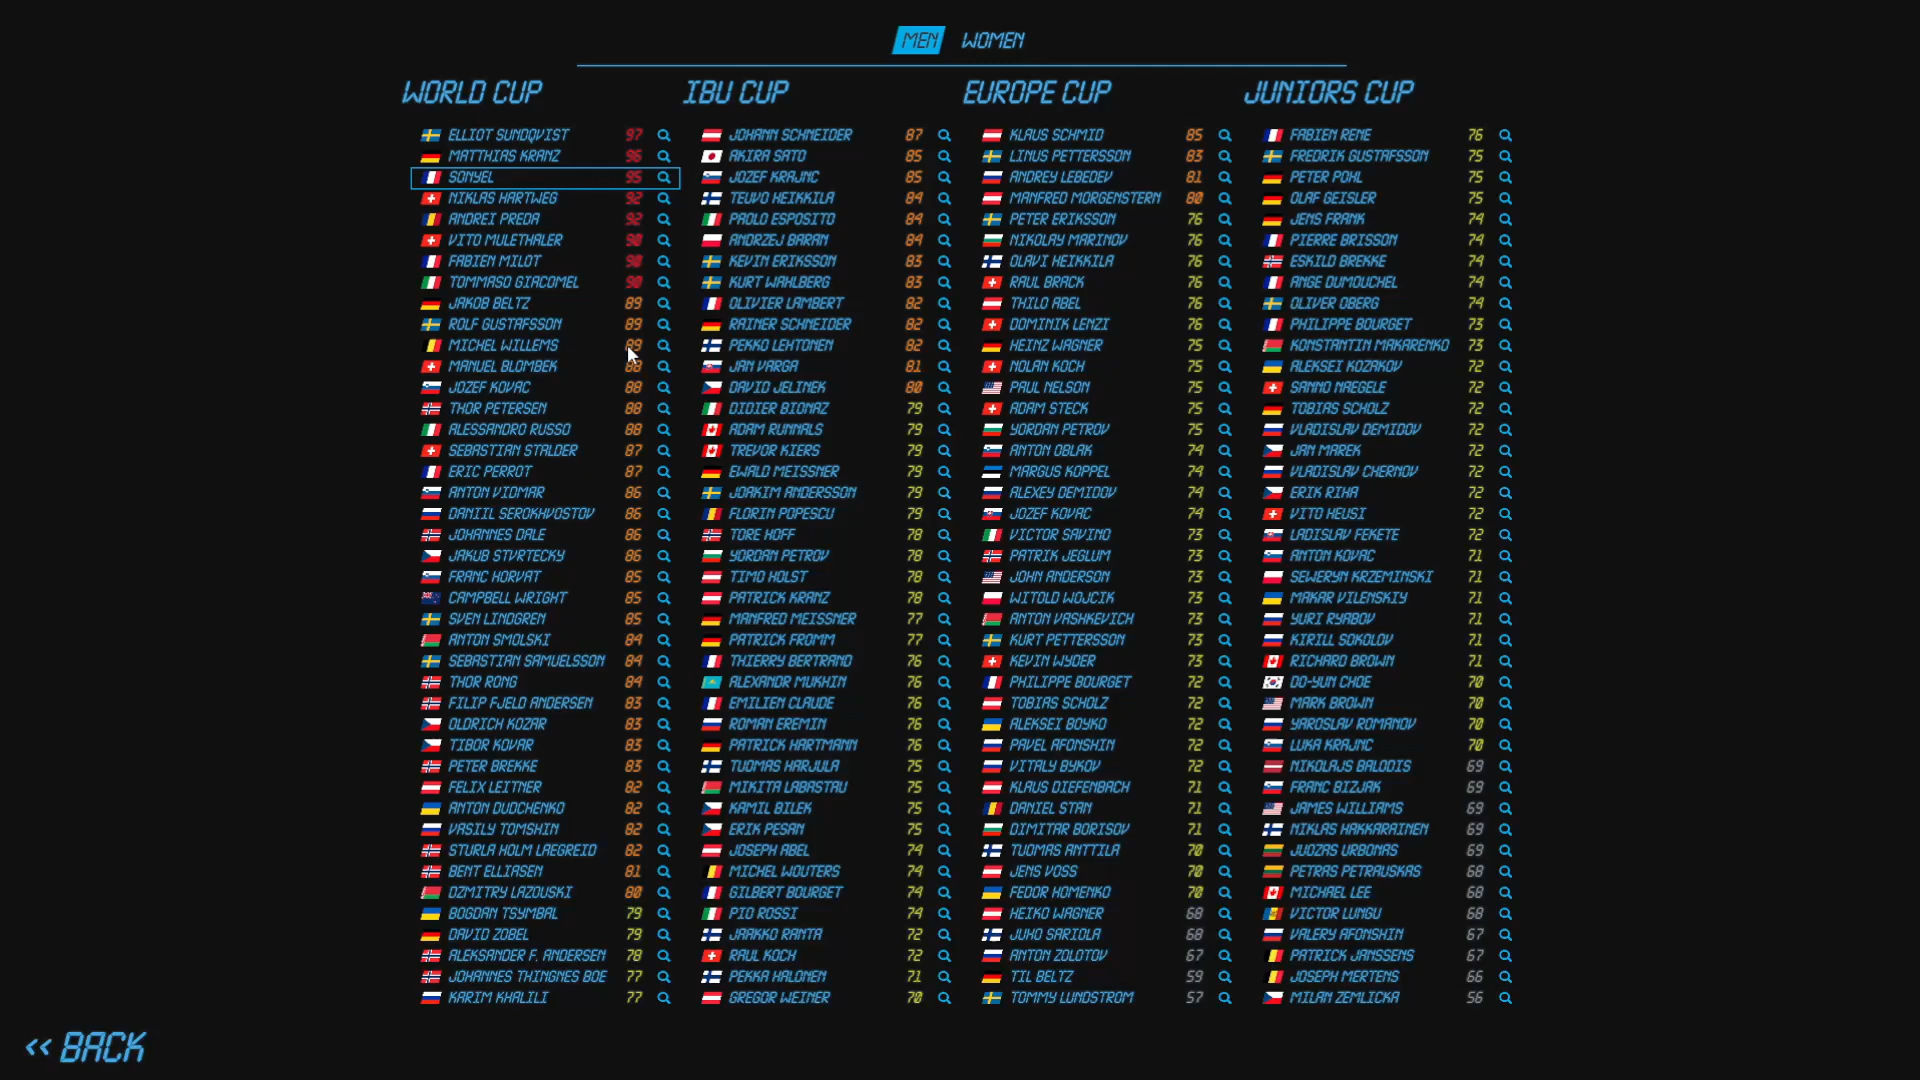 MEN WOMEN
WORLD CUP
ELLIOT SUNDQVIST 97
MATTHIAS KRANZ 96
SONYEL 95
NIKLAS HARTWEG 92
ANDREI PREDA 92
VITO MULETHALER 90
FABIEN MILOT 90
TOMMASO GIACOMEL 90
JAKOB BELTZ 89
ROLF GUSTAFSSON 89
MICHEL WILLEMS 89
MANUEL BLOMBEK 88
JOZEF KOVAC 88
THOR PETERSEN 88
ALESSANDRO RUSSO 88
SEBASTIAN STALDER 87
ERIC PERROT 87
ANTON VIDMAR 86
DANIIL SEROKHVOSTOV 86
JOHANNES DALE 86
JAKUB STVRTECKY 86
FRANC HORVAT 85
CAMPBELL WRIGHT 85
SVEN LINDGREN 85
ANTON SMOLSKI 84
SEBASTIAN SAMUELSSON 84
THOR RONG 84
FILIP FJELD ANDERSEN 83
OLDRICH KOZAR 83
TIBOR KOVAR 83
PETER BREKKE 83
FELIX LEITNER 82
ANTON DUDCHENKO 82
VASILY TOMSHIN 82
STURLA HOLM LAEGREID 82
BENT ELLIASEN 81
DZMITRY LAZOUSKI 80
BOGDAN TSYMBAL 79
DAVID ZOBEL 79
ALEKSANDER F. ANDERSEN 78
JOHANNES THINGNES BOE 77
KARIM KHALILI 77
IBU CUP
JOHANN SCHNEIDER 87
AKIRA SATO 85
JOZEF KRAJNC 85
TEUVO HEIKKILA 84
PAOLO ESPOSITO 84
ANDRZEJ BARAN 84
KEVIN ERIKSSON 83
KURT WAHLBERG 83
OLIVIER LAMBERT 82
RAINER SCHNEIDER 82
PEKKO LEHTONEN 82
JAN VARGA 81
DAVID JELINEK 80
DIDIER BIONAZ 79
ADAM RUNNALS 79
TREVOR KIERS 79
EWALD MEISSNER 79
JOAKIM ANDERSSON 79
FLORIN POPESCU 79
TORE HOFF 78
YORDAN PETROV 78
TIMO HOLST 78
PATRICK KRANZ 78
MANFRED MEISSNER 77
PATRICK FROMM 77
THIERRY BERTRAND 76
ALEXANDR MUKHIN 76
EMILIEN CLAUDE 76
ROMAN EREMIN 76
PATRICK HARTMANN 76
TUOMAS HARJULA 75
MIKITA LABASTAU 75
KAMIL BILEK 75
ERIK PESAN 75
JOSEPH ABEL 74
MICHEL WOUTERS 74
GILBERT BOURGET 74
PIO ROSSI 74
JAAKKO RANTA 72
RAUL KOCH 72
PEKKA HALONEN 71
GREGOR WEINER 70
EUROPE CUP
KLAUS SCHMID 85
LINUS PETTERSSON 83
ANDREY LEBEDEV 81
MANFRED MORGENSTERN 80
PETER ERIKSSON 76
NIKOLAY MARINOV 76
OLAVI HEIKKILA 76
RAUL BRACK 76
THILO ABEL 76
DOMINIK LENZI 76
HEINZ WAGNER 75
NOLAN KOCH 75
PAUL NELSON 75
ADAM STECK 75
YORDAN PETROV 75
ANTON OBLAK 74
MARGUS KOPPEL 74
ALEXEY DEMIDOV 74
JOZEF KOVAC 74
VICTOR SAVINO 73
PATRIK JEGLUM 73
JOHN ANDERSON 73
WITOLD WOJCIK 73
ANTON VASHKEVICH 73
KURT PETTERSSON 73
KEVIN WYDER 73
PHILIPPE BOURGET 72
TOBIAS SCHOLZ 72
ALEKSEI BOYKO 72
PAVEL AFONSHIN 72
VITALY BYKOV 72
KLAUS DIEFENBACH 71
DANIEL STAN 71
DIMITAR BORISOV 71
TUOMAS ANTTILA 70
JENS VOSS 70
FEDOR HOMENKO 70
HEIKO WAGNER 68
JUHO SARIOLA 68
ANTON ZOLOTOV 67
TIL BELTZ 59
TOMMY LUNDSTROM 57
JUNIORS CUP
FABIEN RENE 76
FREDRIK GUSTAFSSON 75
PETER POHL 75
OLAF GEISLER 75
JENS FRANK 74
PIERRE BRISSON 74
ESKILD BREKKE 74
ANGE DUMOUCHEL 74
OLIVER OBERG 74
PHILIPPE BOURGET 73
KONSTANTIN MAKARENKO 73
ALEKSEI KOZAKOV 72
SANNO NAEGELE 72
TOBIAS SCHOLZ 72
VLADISLAV DEMIDOV 72
JAN MAREK 72
VLADISLAV CHERNOV 72
ERIK RIHA 72
VITO HEUSI 72
LADISLAV FEKETE 72
ANTON KOVAC 71
SEWERYN KRZEMINSKI 71
MAKAR VILENSKIY 71
YURI RYABOV 71
KIRILL SOKOLOV 71
RICHARD BROWN 71
DO-YUN CHOE 70
MARK BROWN 70
YAROSLAV ROMANOV 70
LUKA KRAJNC 70
NIKOLAJS BALODIS 69
FRANC BIZJAK 69
JAMES WILLIAMS 69
NIKLAS HAKKARAINEN 69
JUOZAS URBONAS 69
PETRAS PETRAUSKAS 68
MICHAEL LEE 68
VICTOR LUNGU 68
VALERY AFONSHIN 67
PATRICK JANSSENS 67
JOSEPH MERTENS 66
MILAN ZEMLICKA 56
<< BACK